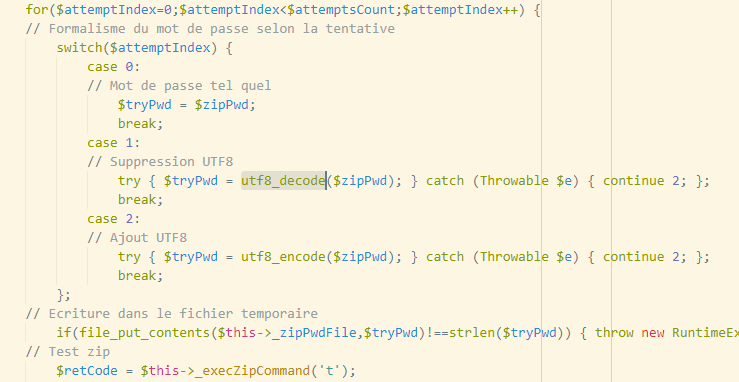 for($attemptIndex=0;$attemptIndex<$attemptsCount;$attemptIndex++) {
// Formalisme du mot de passe selon la tentative
switch($attemptIndex) {
case 0:
// Mot de passe tel quel
$tryPwd = $zipPwd;
break;
case 1:
// Suppression UTF8
try { $tryPwd = utf8_decode($zipPwd); } catch (Throwable $e) { continue 2; };
break;
case 2:
// Ajout UTF8
try { $tryPwd = utf8_encode($zipPwd); } catch (Throwable $e) { continue 2; };
break;
};
// Ecriture dans le fichier temporaire
if(file_put_contents($this->_zipPwdFile,$tryPwd)!==strlen($tryPwd)) { throw new RuntimeEx
// Test zip
$retCode = $this->_execZipCommand('t');